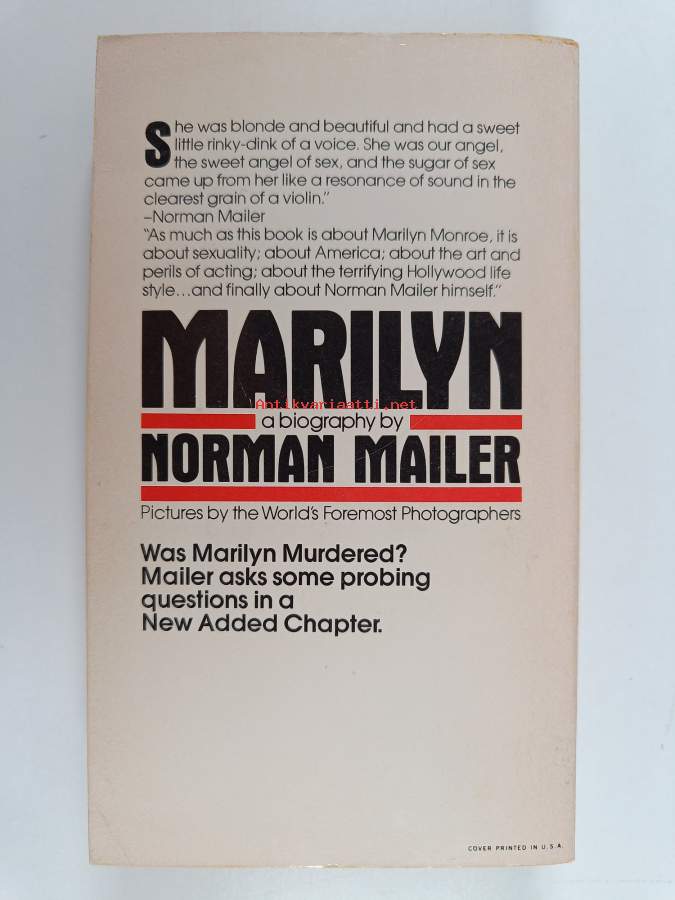 She was blonde and beautiful and had a sweet
little rinky-dink of a voice. She was our angel,
the sweet angel of sex, and the sugar of sex
came up from her like a resonance of sound in the
clearest grain of a violin."
–Norman Mailer
"As much as this book is about Marilyn Monroe, it is
about sexuality; about America; about the art and
perils of acting; about the terrifying Hollywood life
style...and finally about Norman Mailer himself."
MARILYN
Antikvariaatti.net
a biography by
NORMAN MAILER
Pictures by the World's Foremost Photographers
Was Marilyn Murdered?
Mailer asks some probing
questions in a
New Added Chapter.
COVER PRINTED IN U.S.A.